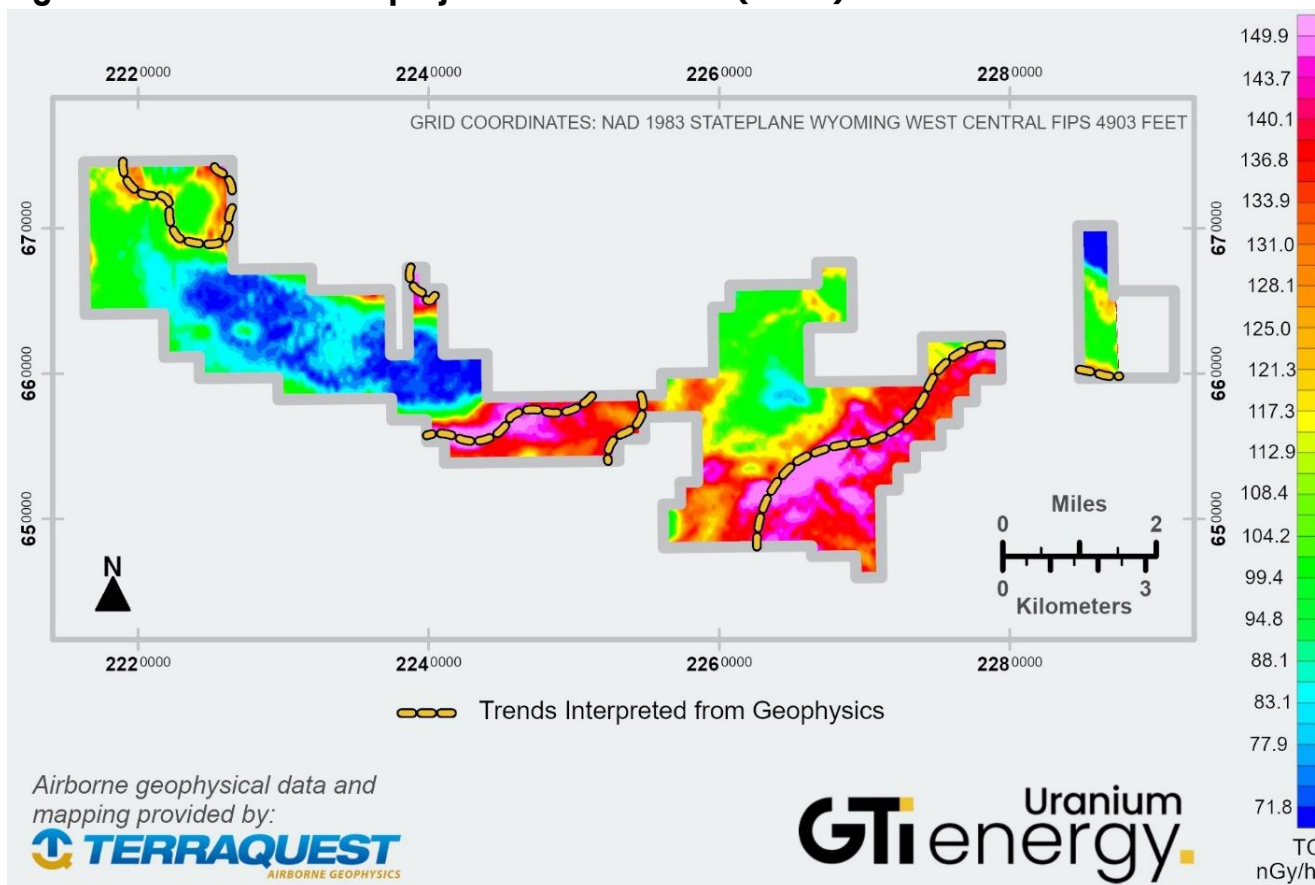 149.9
2220000 2240000 2260000 2280000
143.7
GRID COORDINATES: NAD 1983 STATEPLANE WYOMING WEST CENTRAL FIPS 4903 FEET
140.1
136.8
133.9
670000 670000
131.0
128.1
125.0
660000 660000
121.3
117.3
112.9
108.4
Miles
0 2
650000 650000
104.2
99.4
N
0 3
Kilometers
94.8
88.1
2220000 2240000 2260000 2280000
83.1
Trends Interpreted from Geophysics
77.9
71.8
Airborne geophysical data and
mapping provided by:
TERRAQUEST
AIRBORNE GEOPHYSICS
GTi energy.
Uranium
nGy/h